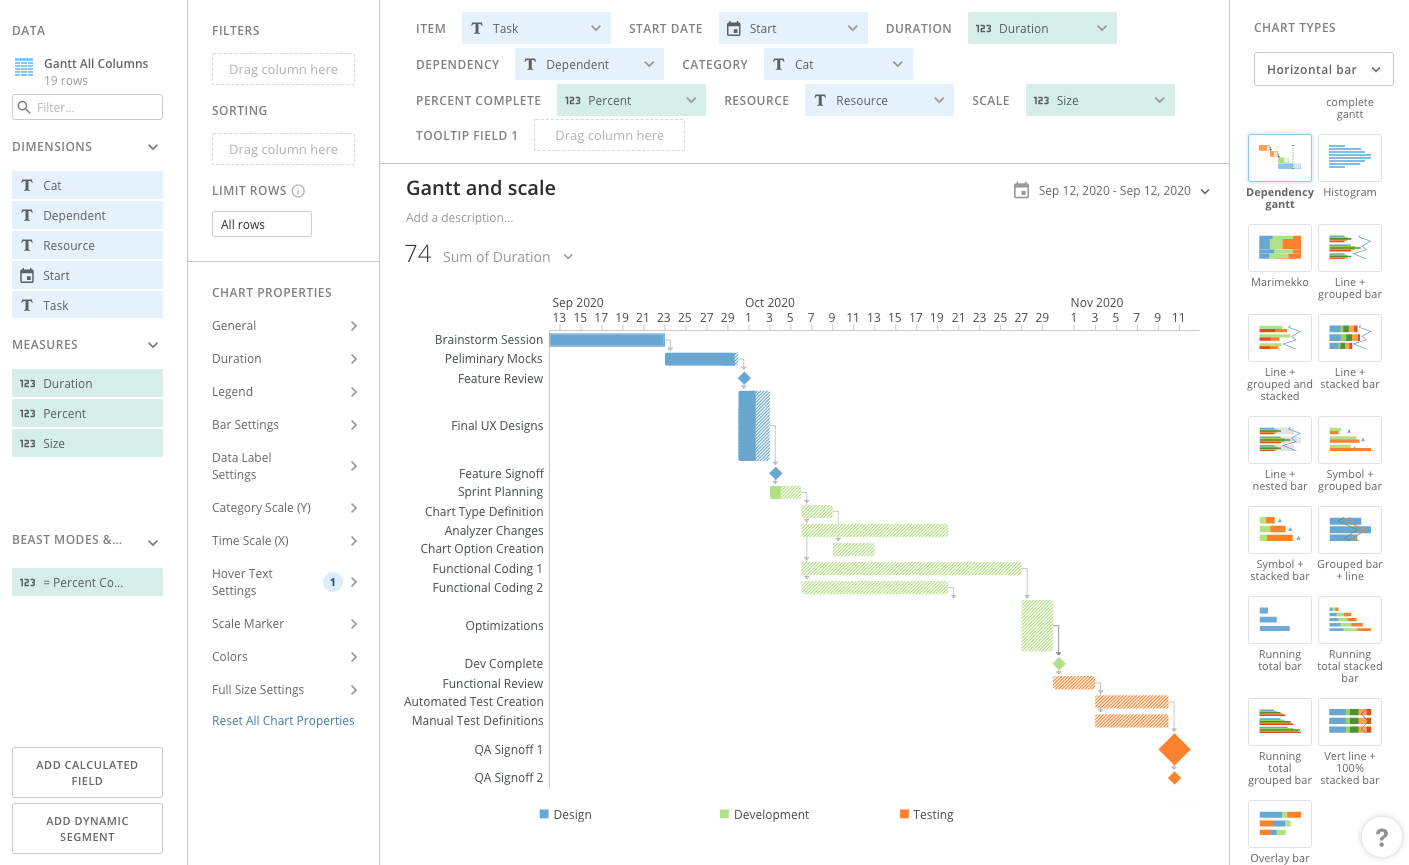 DATA
Gantt All Columns
19 rows
Filter...
DIMENSIONS
T Cat
T Dependent
T Resource
Start
T Task
MEASURES
123 Duration
123 Percent
123 Size
BEAST MODES &...
123 = Percent Co...
ADD CALCULATED
FIELD
ADD DYNAMIC
SEGMENT
FILTERS
Drag column here
SORTING
Drag column here
LIMIT ROWS
All rows
CHART PROPERTIES
General
Duration
Legend
Bar Settings
Data Label
Settings
Category Scale (Y)
Time Scale (X)
Hover Text
Settings
1
Scale Marker
Colors
Full Size Settings
Reset All Chart Properties
ITEM T Task START DATE Start DURATION 123 Duration
DEPENDENCY T Dependent CATEGORY T Cat
PERCENT COMPLETE 123 Percent RESOURCE T Resource SCALE 123 Size
TOOLTIP FIELD 1 Drag column here
Gantt and scale
Sep 12, 2020 - Sep 12, 2020
Add a description...
74 Sum of Duration
Sep 2020 Oct 2020 Nov 2020
13 15 17 19 21 23 25 27 29 1 3 5 7 9 11 13 15 17 19 21 23 25 27 29 1 3 5 7 9 11
Brainstorm Session
Peliminary Mocks
Feature Review
Final UX Designs
Feature Signoff
Sprint Planning
Chart Type Definition
Analyzer Changes
Chart Option Creation
Functional Coding 1
Functional Coding 2
Optimizations
Dev Complete
Functional Review
Automated Test Creation
Manual Test Definitions
QA Signoff 1
QA Signoff 2
Design Development Testing
CHART TYPES
Horizontal bar
complete
gantt
Dependency
gantt
Histogram
Marimekko
Line +
grouped bar
Line +
grouped and
stacked
Line +
stacked bar
Line +
nested bar
Symbol +
grouped bar
Symbol +
stacked bar
Grouped bar
+ line
Running
total bar
Running
total stacked
bar
Running
total
grouped bar
Vert line +
100%
stacked bar
Overlay bar
?